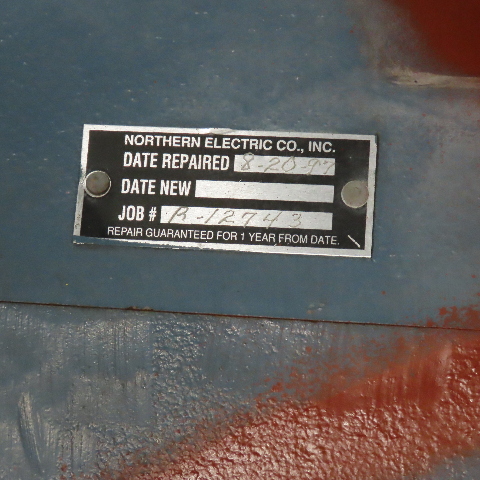 NORTHERN ELECTRIC CO., INC.
DATE REPAIRED 8-20-97
DATE NEW
JOB # R-12743
REPAIR GUARANTEED FOR 1 YEAR FROM DATE.